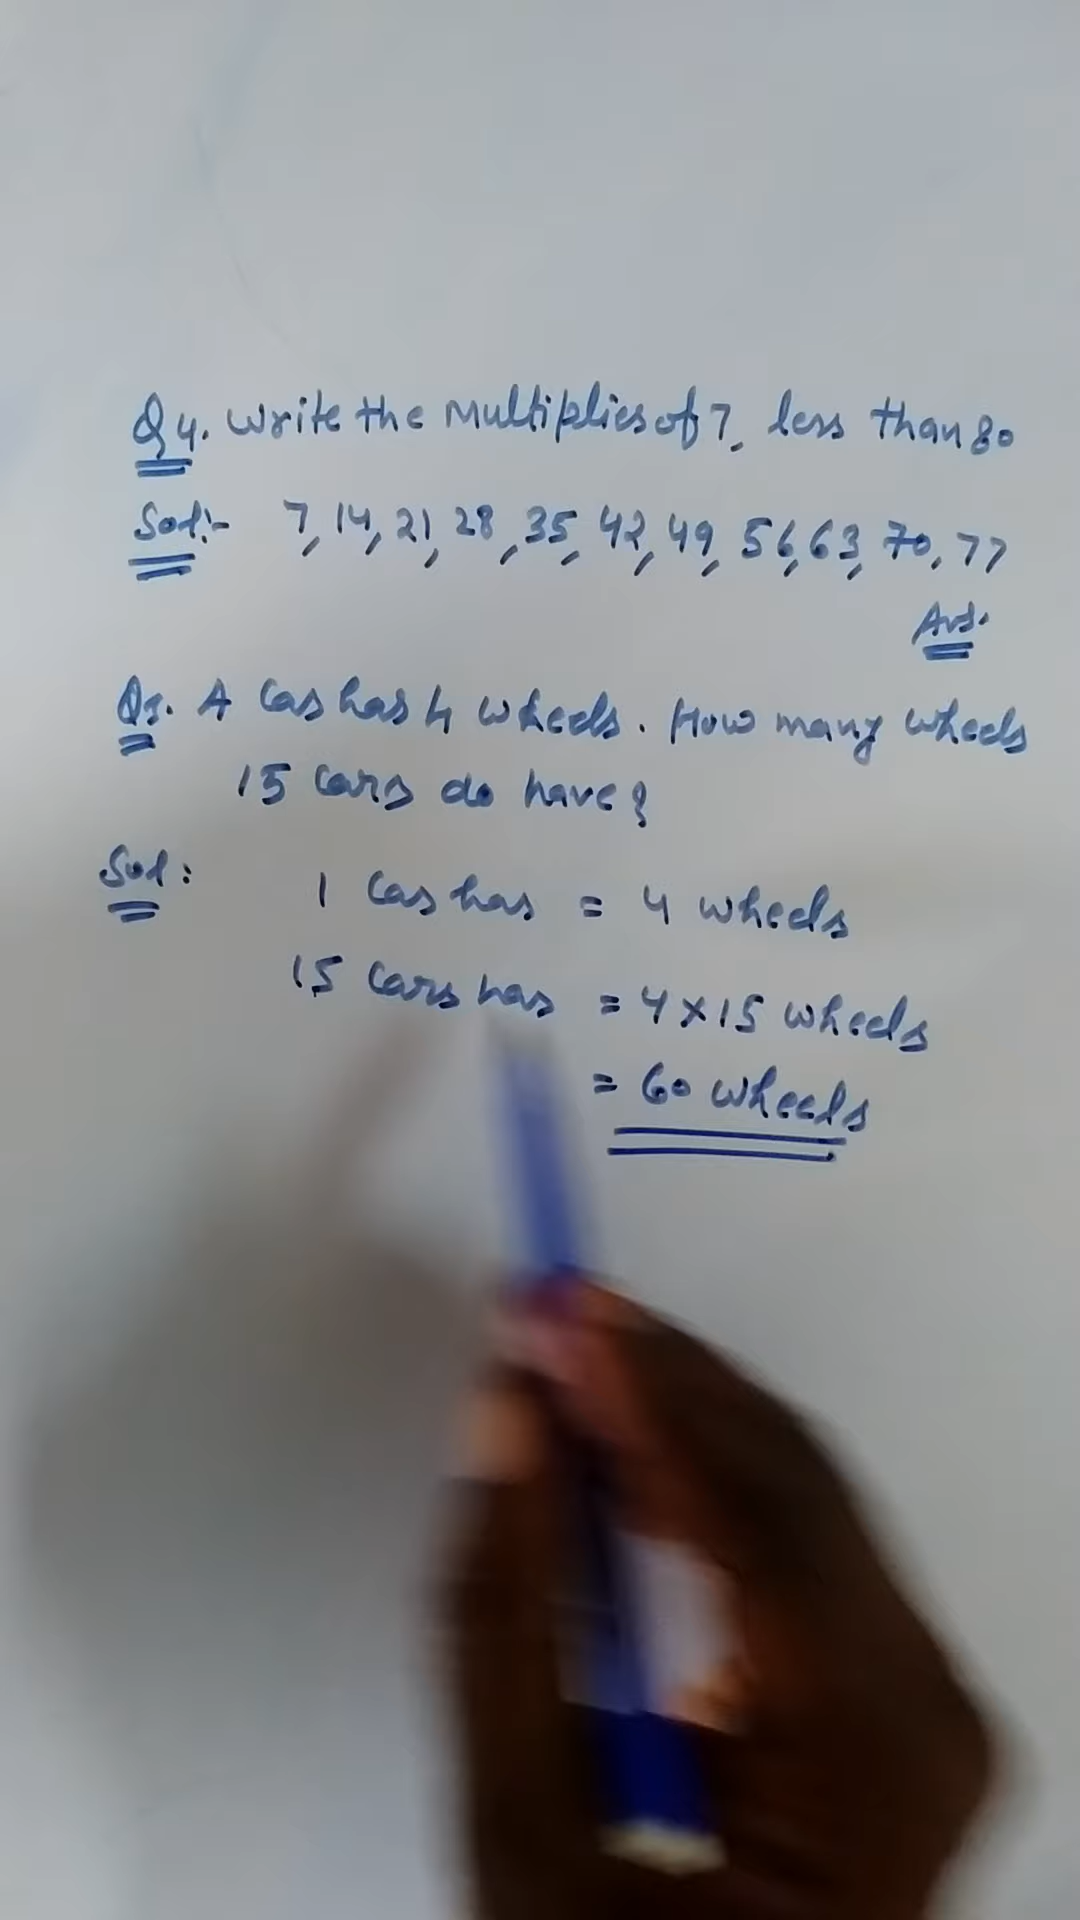 Q4. Write the Multiplies of 7, less than 80
Sol:- 7, 14, 21, 28, 35, 42, 49, 56, 63, 70, 77
Ans.
Q5. A Car has 4 wheels. How many wheels
15 Cars do have?
Sol: 1 Car has = 4 wheels
15 Cars has = 4 x 15 wheels
= 60 wheels